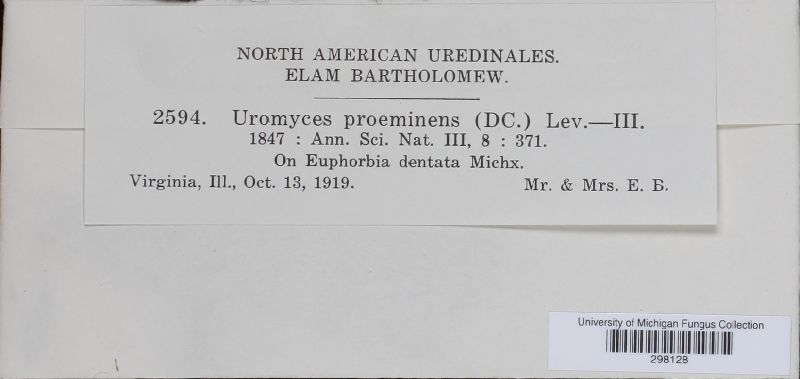 NORTH AMERICAN UREDINALES.
ELAM BARTHOLOMEW.
2594. Uromyces proeminens (DC.) Lev.—III.
1847 : Ann. Sci. Nat. III, 8 : 371.
On Euphorbia dentata Michx.
Virginia, Ill., Oct. 13, 1919. Mr. & Mrs. E. B.
University of Michigan Fungus Collection
298128